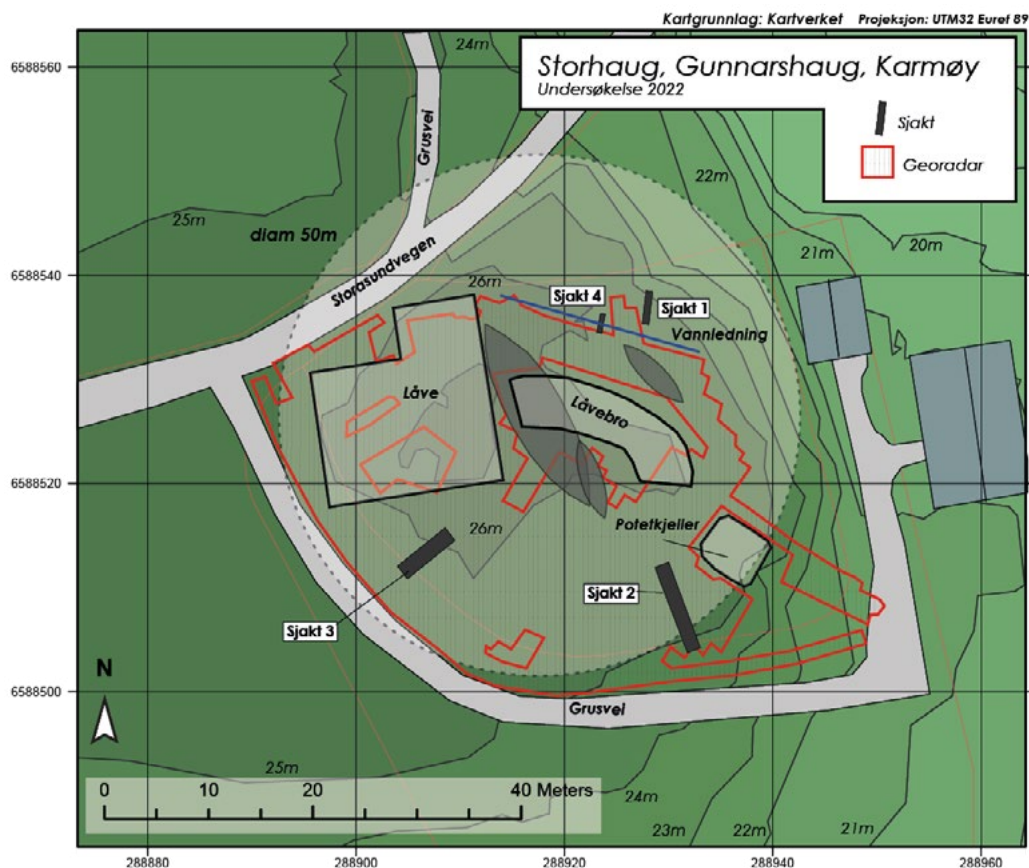 Kartgrunnlag: Kartverket Projeksjon: UTM32 Euref 89
Storhaug, Gunnarshaug, Karmøy
Undersøkelse 2022
Sjakt
Georadar
6588560
6588540
6588520
6588500
24m
Grusvei
22m
25m
diam 50m
20m
21m
Storasundvegen
26m
Sjakt 4
Sjakt 1
Vannledning
Låve
Låvebro
26m
Potetkjeller
Sjakt 2
Sjakt 3
N
Grusvei
25m
24m
23m
22m
21m
0 10 20 40 Meters
288880 288900 288920 288940 288960